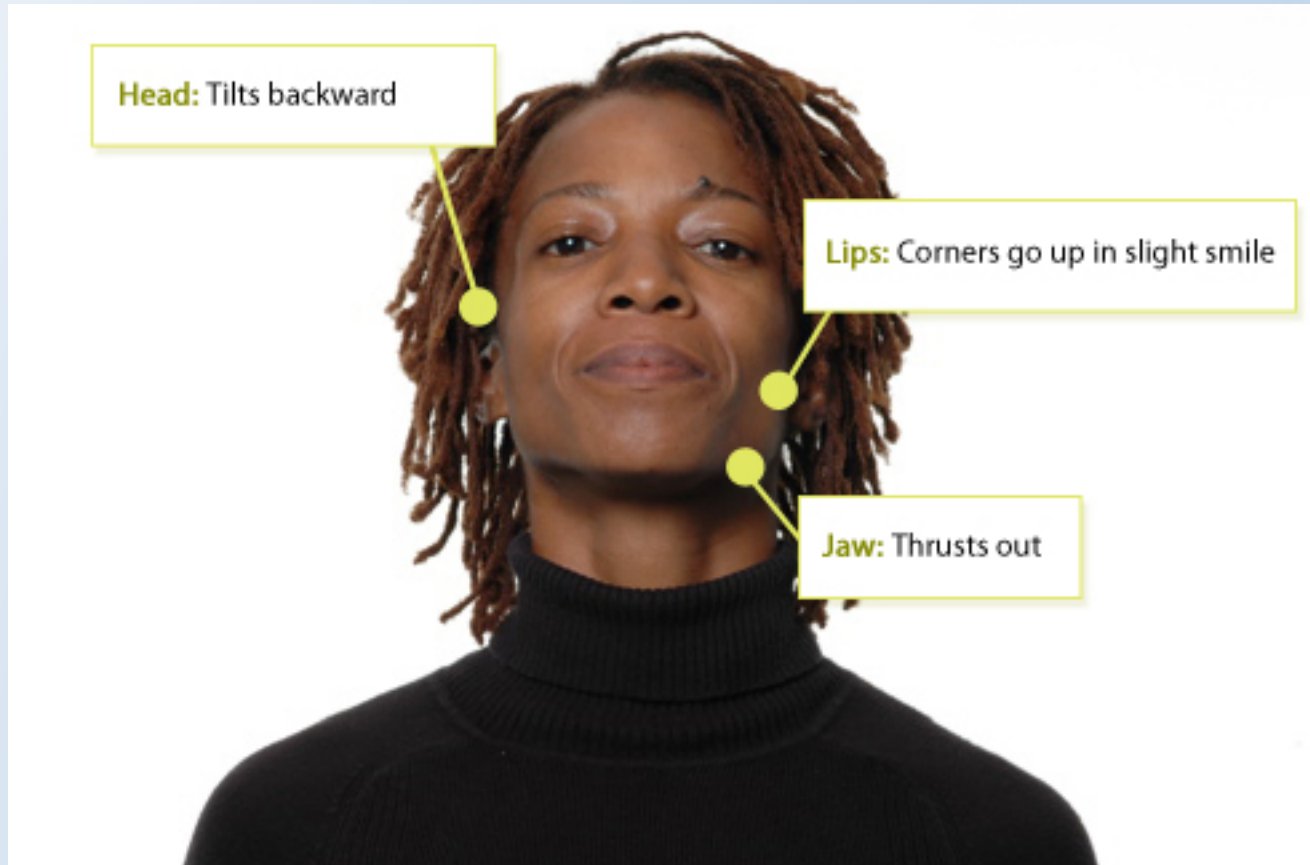 Head: Tilts backward
Lips: Corners go up in slight smile
Jaw: Thrusts out